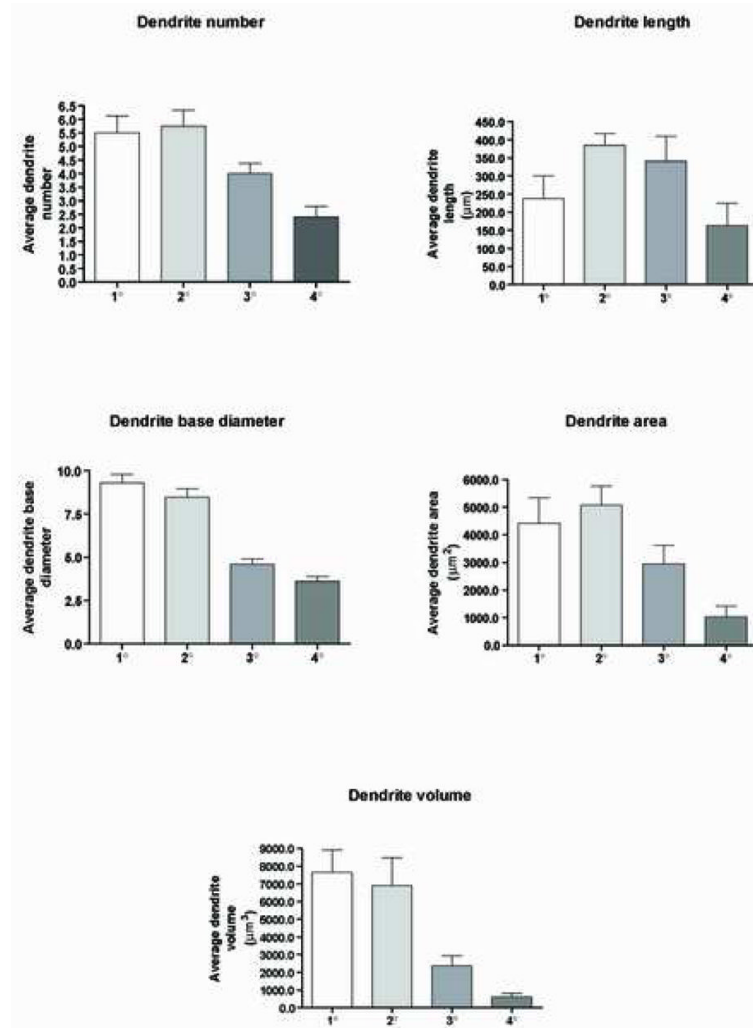 Dendrite number
Average dendrite
number
6.5
6.0
5.5
5.0
4.5
4.0
3.5
3.0
2.5
2.0
1.5
1.0
0.5
0.0
1° 2° 3° 4°
Dendrite length
Average dendrite
length
(μm)
450.0
400.0
350.0
300.0
250.0
200.0
150.0
100.0
50.0
0.0
1° 2° 3° 4°
Dendrite base diameter
Average dendrite base
diameter
10.0
7.5
5.0
2.5
0.0
1° 2° 3° 4°
Dendrite area
Average dendrite area
(μm²)
6000.0
5000.0
4000.0
3000.0
2000.0
1000.0
0.0
1° 2° 3° 4°
Dendrite volume
Average dendrite
volume
(μm³)
9000.0
8000.0
7000.0
6000.0
5000.0
4000.0
3000.0
2000.0
1000.0
0.0
1° 2° 3° 4°